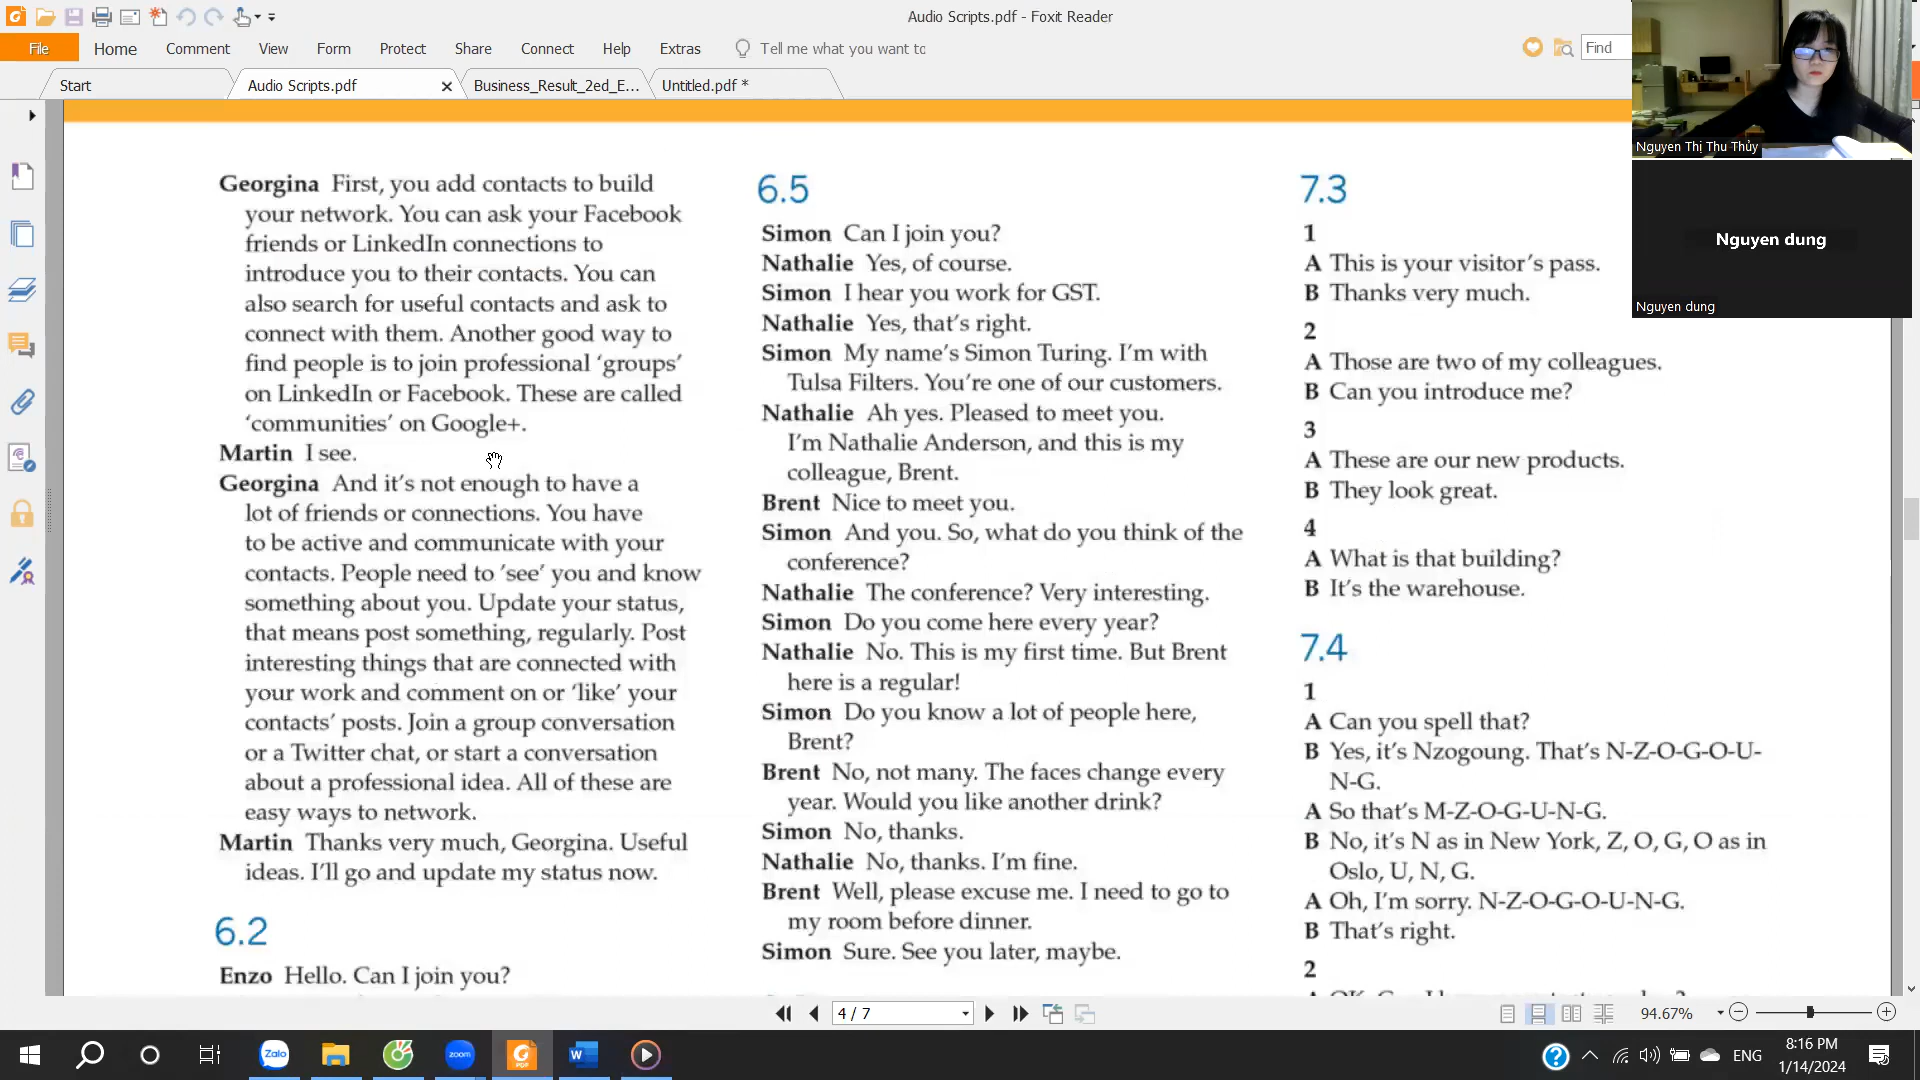 Audio Scripts.pdf - Foxit Reader
File Home Comment View Form Protect Share Connect Help Extras Tell me what you want to Find
Start Audio Scripts.pdf Business_Result_2ed_E... Untitled.pdf *
Georgina First, you add contacts to build
your network. You can ask your Facebook
friends or LinkedIn connections to
introduce you to their contacts. You can
also search for useful contacts and ask to
connect with them. Another good way to
find people is to join professional ‘groups’
on LinkedIn or Facebook. These are called
‘communities’ on Google+.
Martin I see.
Georgina And it’s not enough to have a
lot of friends or connections. You have
to be active and communicate with your
contacts. People need to ’see’ you and know
something about you. Update your status,
that means post something, regularly. Post
interesting things that are connected with
your work and comment on or ‘like’ your
contacts’ posts. Join a group conversation
or a Twitter chat, or start a conversation
about a professional idea. All of these are
easy ways to network.
Martin Thanks very much, Georgina. Useful
ideas. I’ll go and update my status now.
6.2
Enzo Hello. Can I join you?
6.5
Simon Can I join you?
Nathalie Yes, of course.
Simon I hear you work for GST.
Nathalie Yes, that’s right.
Simon My name’s Simon Turing. I’m with
Tulsa Filters. You’re one of our customers.
Nathalie Ah yes. Pleased to meet you.
I’m Nathalie Anderson, and this is my
colleague, Brent.
Brent Nice to meet you.
Simon And you. So, what do you think of the
conference?
Nathalie The conference? Very interesting.
Simon Do you come here every year?
Nathalie No. This is my first time. But Brent
here is a regular!
Simon Do you know a lot of people here,
Brent?
Brent No, not many. The faces change every
year. Would you like another drink?
Simon No, thanks.
Nathalie No, thanks. I’m fine.
Brent Well, please excuse me. I need to go to
my room before dinner.
Simon Sure. See you later, maybe.
7.3
1
A This is your visitor’s pass.
B Thanks very much.
2
A Those are two of my colleagues.
B Can you introduce me?
3
A These are our new products.
B They look great.
4
A What is that building?
B It’s the warehouse.
7.4
1
A Can you spell that?
B Yes, it’s Nzogoung. That’s N-Z-O-G-O-U-
N-G.
A So that’s M-Z-O-G-U-N-G.
B No, it’s N as in New York, Z, O, G, O as in
Oslo, U, N, G.
A Oh, I’m sorry. N-Z-O-G-O-U-N-G.
B That’s right.
2
Nguyen Thị Thu Thủy
Nguyen dung
Nguyen dung
4 / 7
94.67%
Zalo
zoom
ENG
8:16 PM
1/14/2024